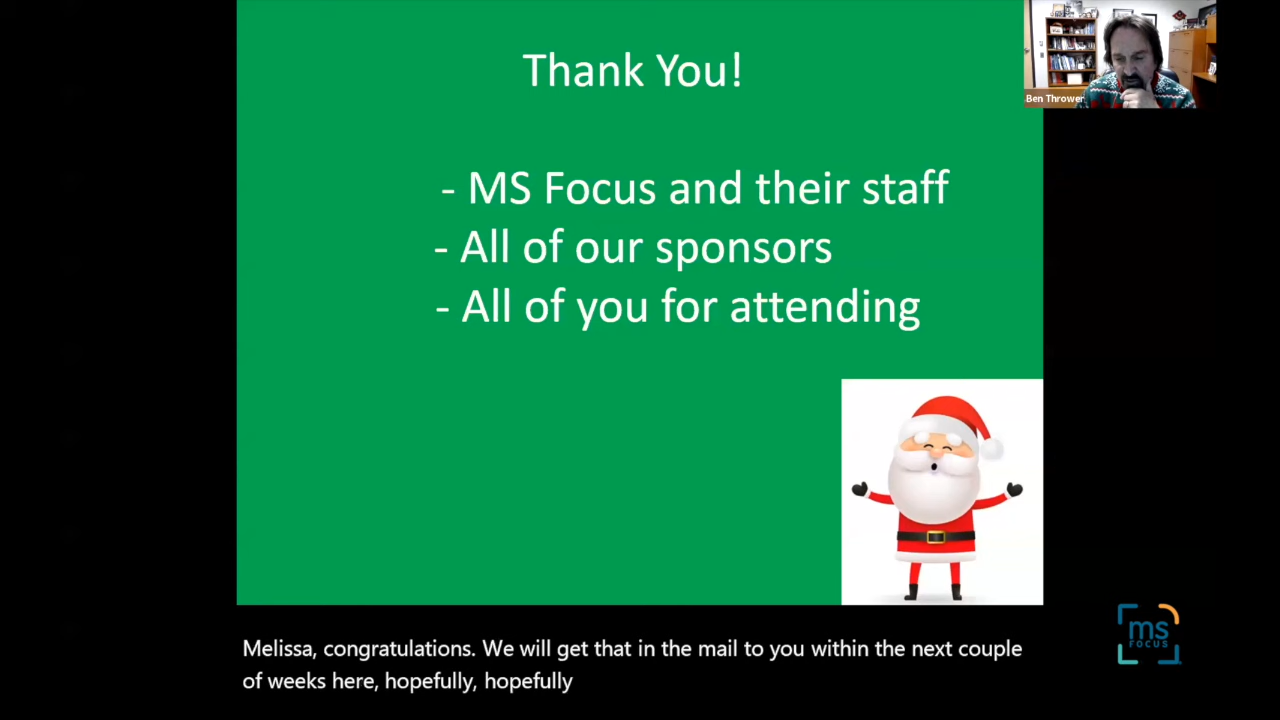 Thank You!
Ben Thrower
- MS Focus and their staff
- All of our sponsors
- All of you for attending
ms
FOCUS
Melissa, congratulations. We will get that in the mail to you within the next couple
of weeks here, hopefully, hopefully